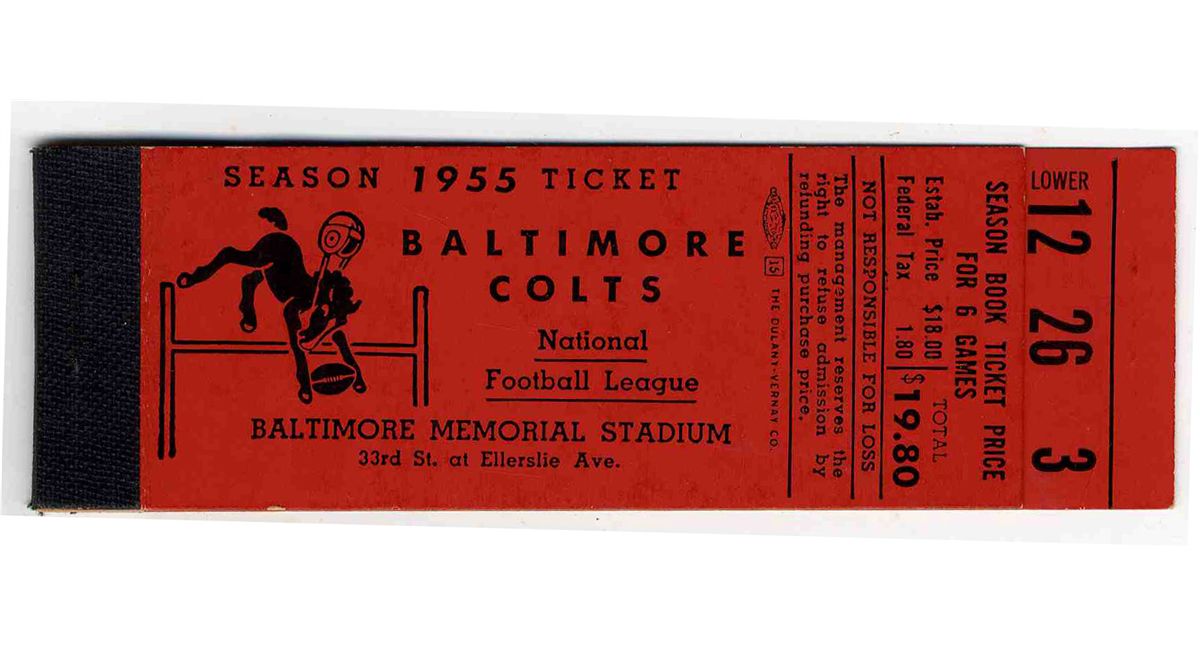 SEASON 1955 TICKET
BALTIMORE
COLTS
National
Football League
BALTIMORE MEMORIAL STADIUM
33rd St. at Ellerslie Ave.
15 THE DULANY-VERNAY CO.
The management reserves the
right to refuse admission by
refunding purchase price.
NOT RESPONSIBLE FOR LOSS
SEASON BOOK TICKET PRICE
FOR 6 GAMES
Estab. Price $18.00
Federal Tax 1.80
TOTAL
$19.80
LOWER
12 26 3